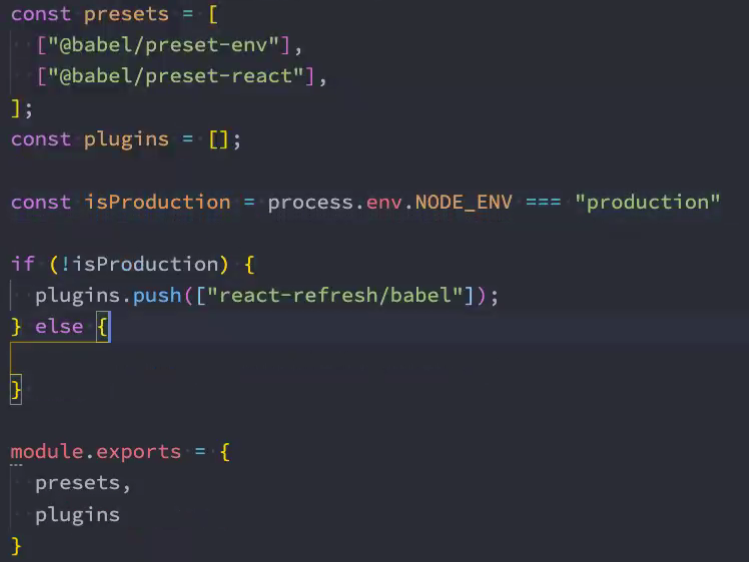 const presets = [
  ["@babel/preset-env"],
  ["@babel/preset-react"],
];
const plugins = [];
const isProduction = process.env.NODE_ENV === "production"
if (!isProduction) {
  plugins.push(["react-refresh/babel"]);
} else {
}
module.exports = {
  presets,
  plugins
}